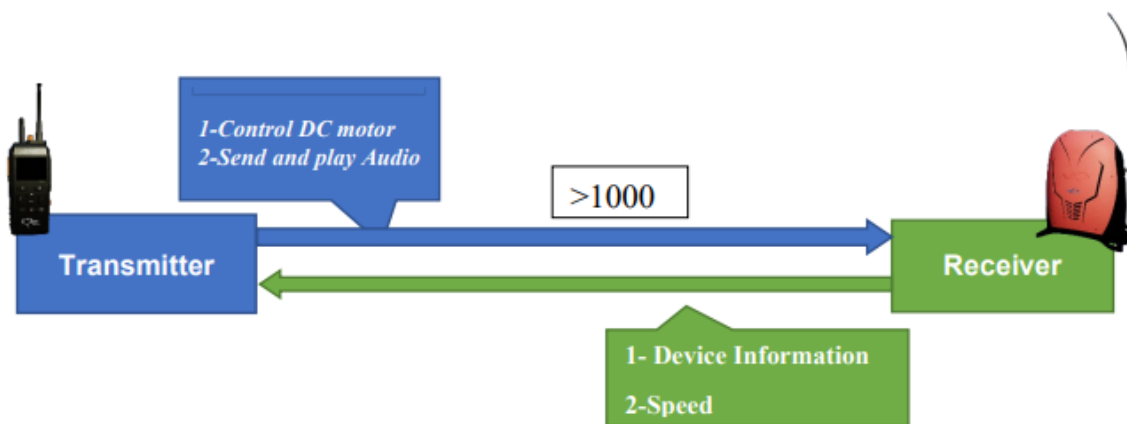 1-Control DC motor
2-Send and play Audio
>1000
Transmitter
Receiver
1- Device Information
2-Speed